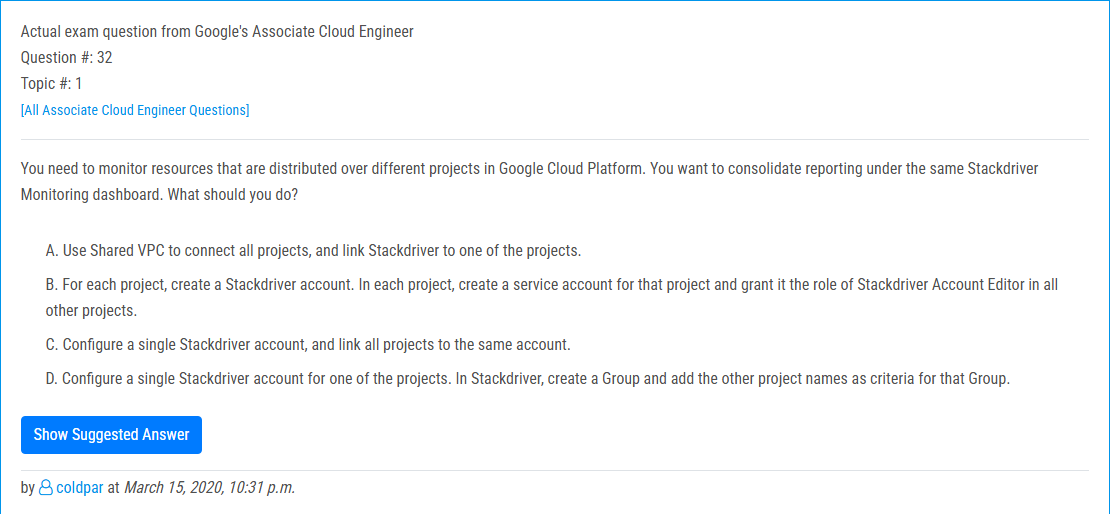 Actual exam question from Google's Associate Cloud Engineer
Question #: 32
Topic #: 1
[All Associate Cloud Engineer Questions]
You need to monitor resources that are distributed over different projects in Google Cloud Platform. You want to consolidate reporting under the same Stackdriver
Monitoring dashboard. What should you do?
A. Use Shared VPC to connect all projects, and link Stackdriver to one of the projects.
B. For each project, create a Stackdriver account. In each project, create a service account for that project and grant it the role of Stackdriver Account Editor in all
other projects.
C. Configure a single Stackdriver account, and link all projects to the same account.
D. Configure a single Stackdriver account for one of the projects. In Stackdriver, create a Group and add the other project names as criteria for that Group.
Show Suggested Answer
by coldpar at March 15, 2020, 10:31 p.m.